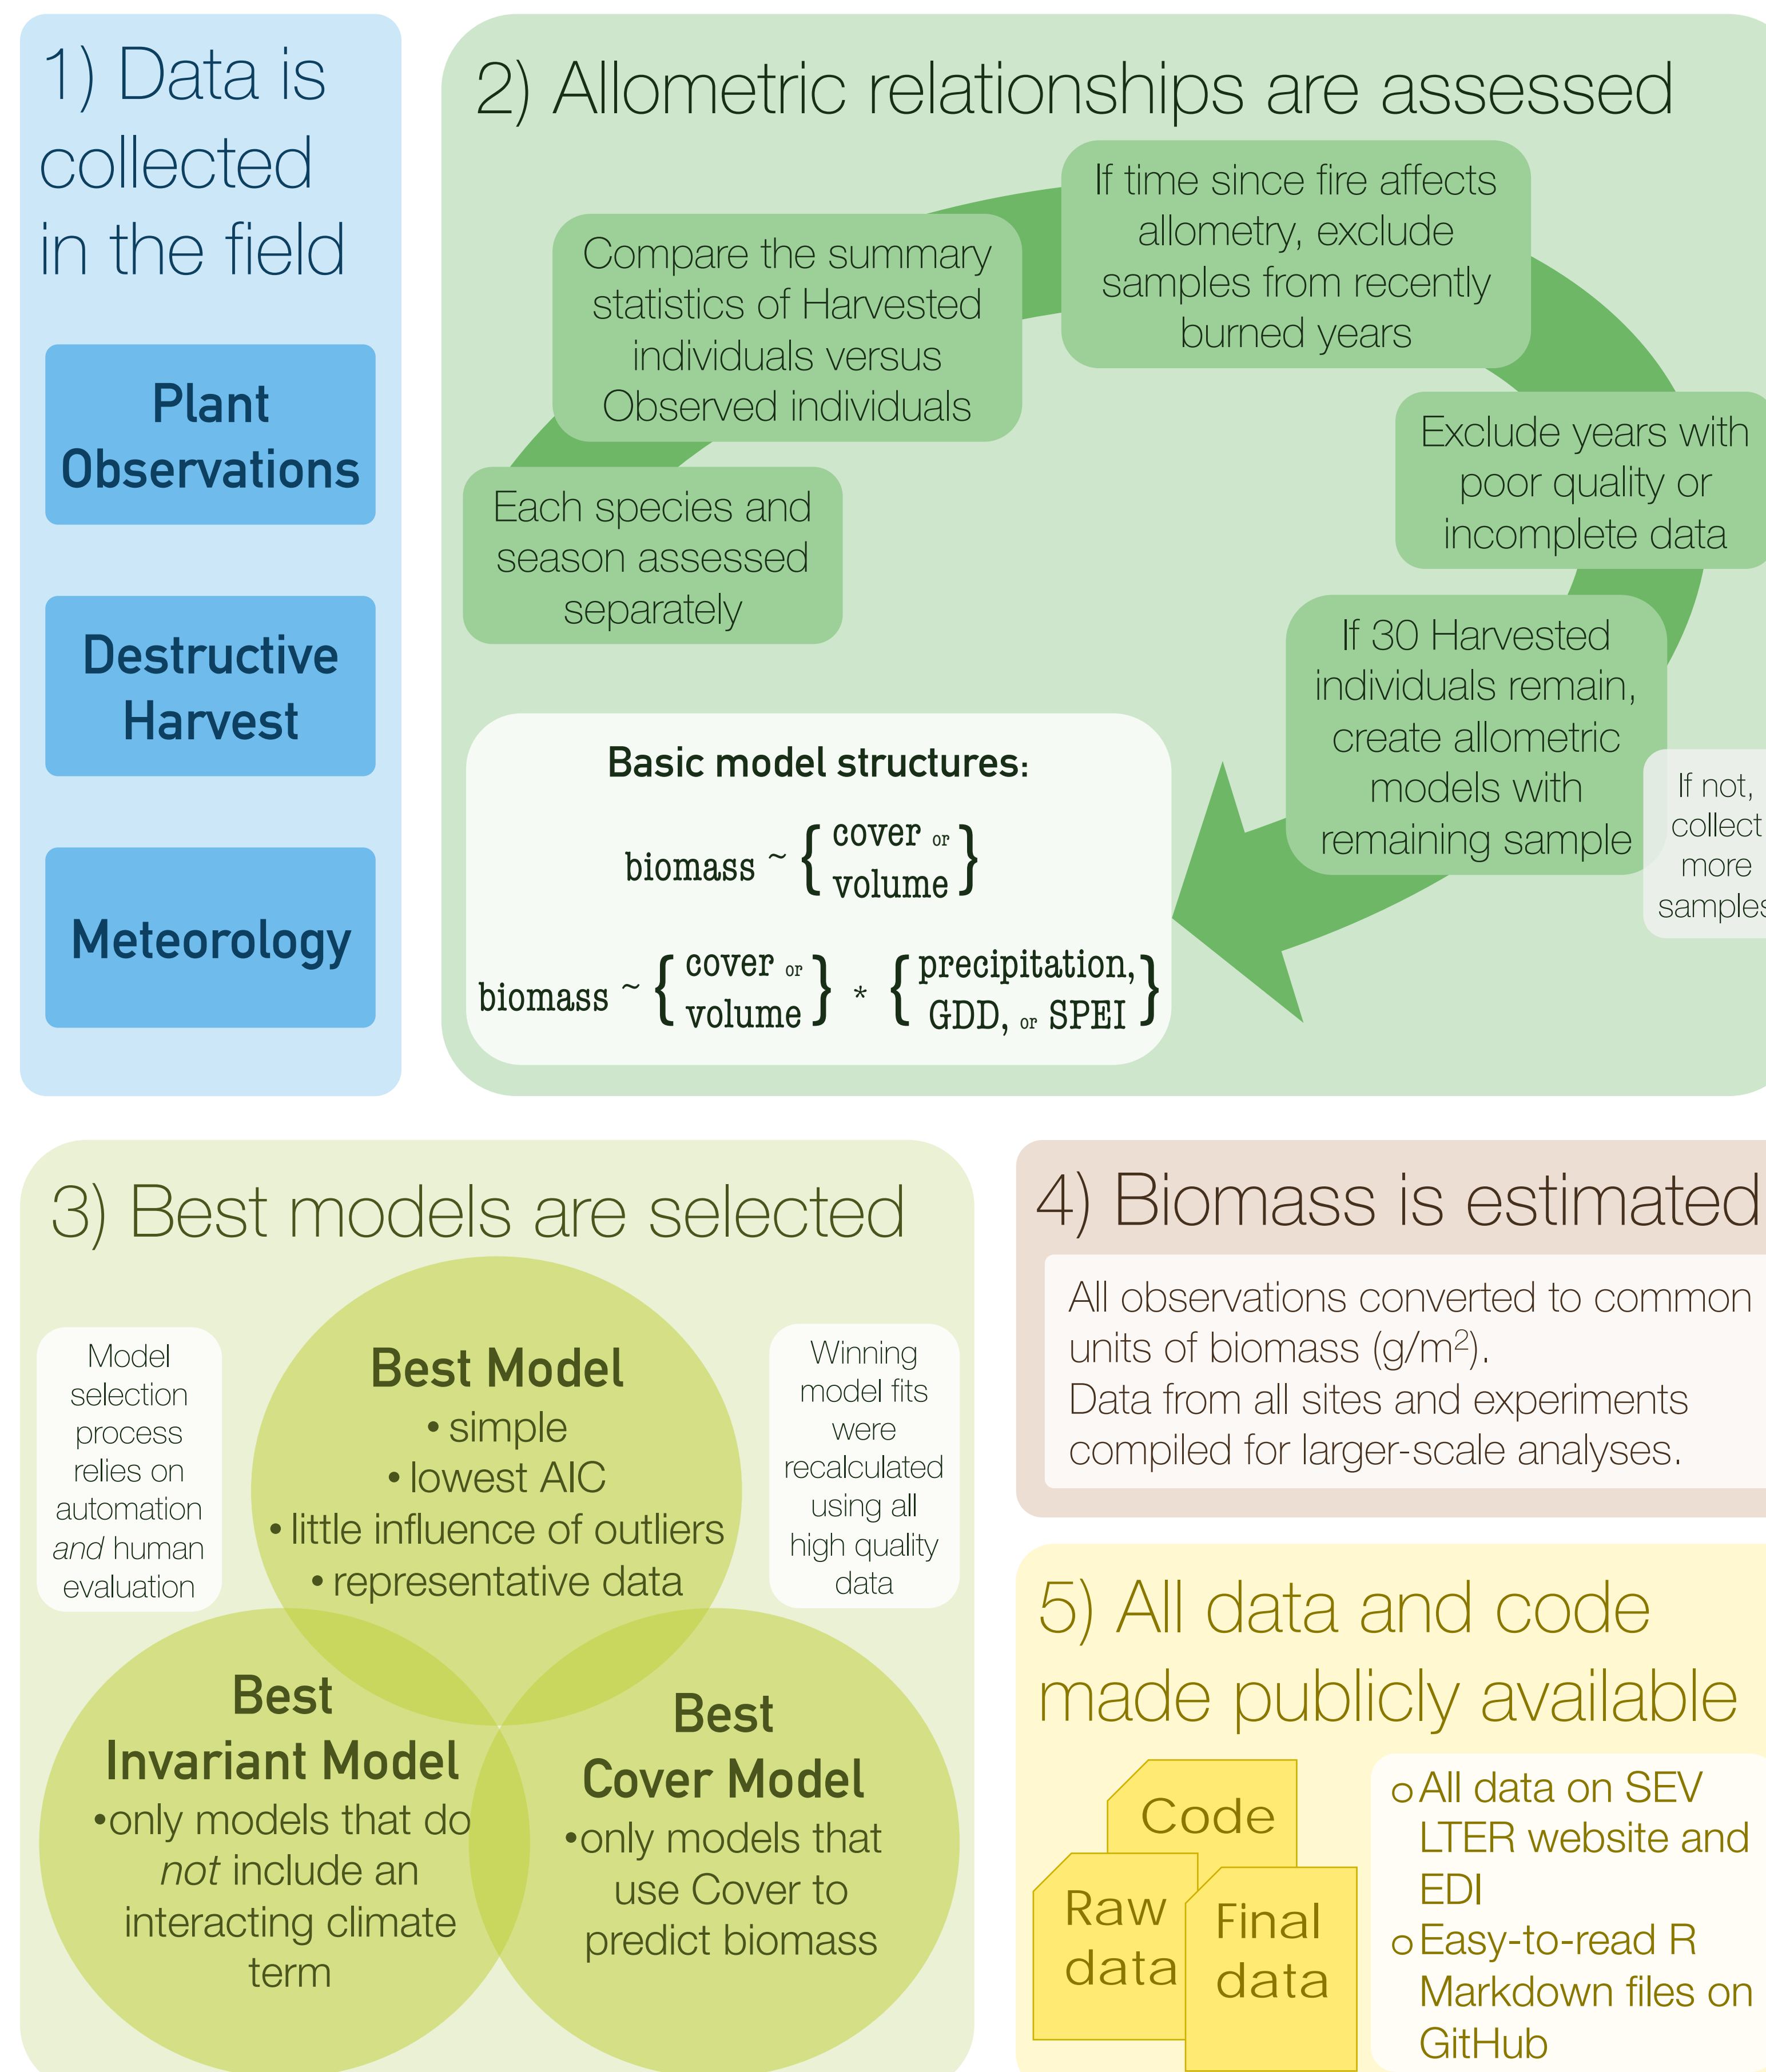 1) Data is
collected
in the field
Plant
Observations
Destructive
Harvest
Meteorology
2) Allometric relationships are assessed
Each species and
season assessed
separately
Compare the summary
statistics of Harvested
individuals versus
Observed individuals
If time since fire affects
allometry, exclude
samples from recently
burned years
Exclude years with
poor quality or
incomplete data
If 30 Harvested
individuals remain,
create allometric
models with
remaining sample
If not,
collect
more
samples
Basic model structures:
biomass ~ { cover or
volume }
biomass ~ { cover or
volume } * { precipitation,
GDD, or SPEI }
3) Best models are selected
Model
selection
process
relies on
automation
and human
evaluation
Best Model
• simple
• lowest AIC
• little influence of outliers
• representative data
Winning
model fits
were
recalculated
using all
high quality
data
Best
Invariant Model
•only models that do
not include an
interacting climate
term
Best
Cover Model
•only models that
use Cover to
predict biomass
4) Biomass is estimated
All observations converted to common
units of biomass (g/m²).
Data from all sites and experiments
compiled for larger-scale analyses.
5) All data and code
made publicly available
Code
Raw
data
Final
data
o All data on SEV
LTER website and
EDI
o Easy-to-read R
Markdown files on
GitHub